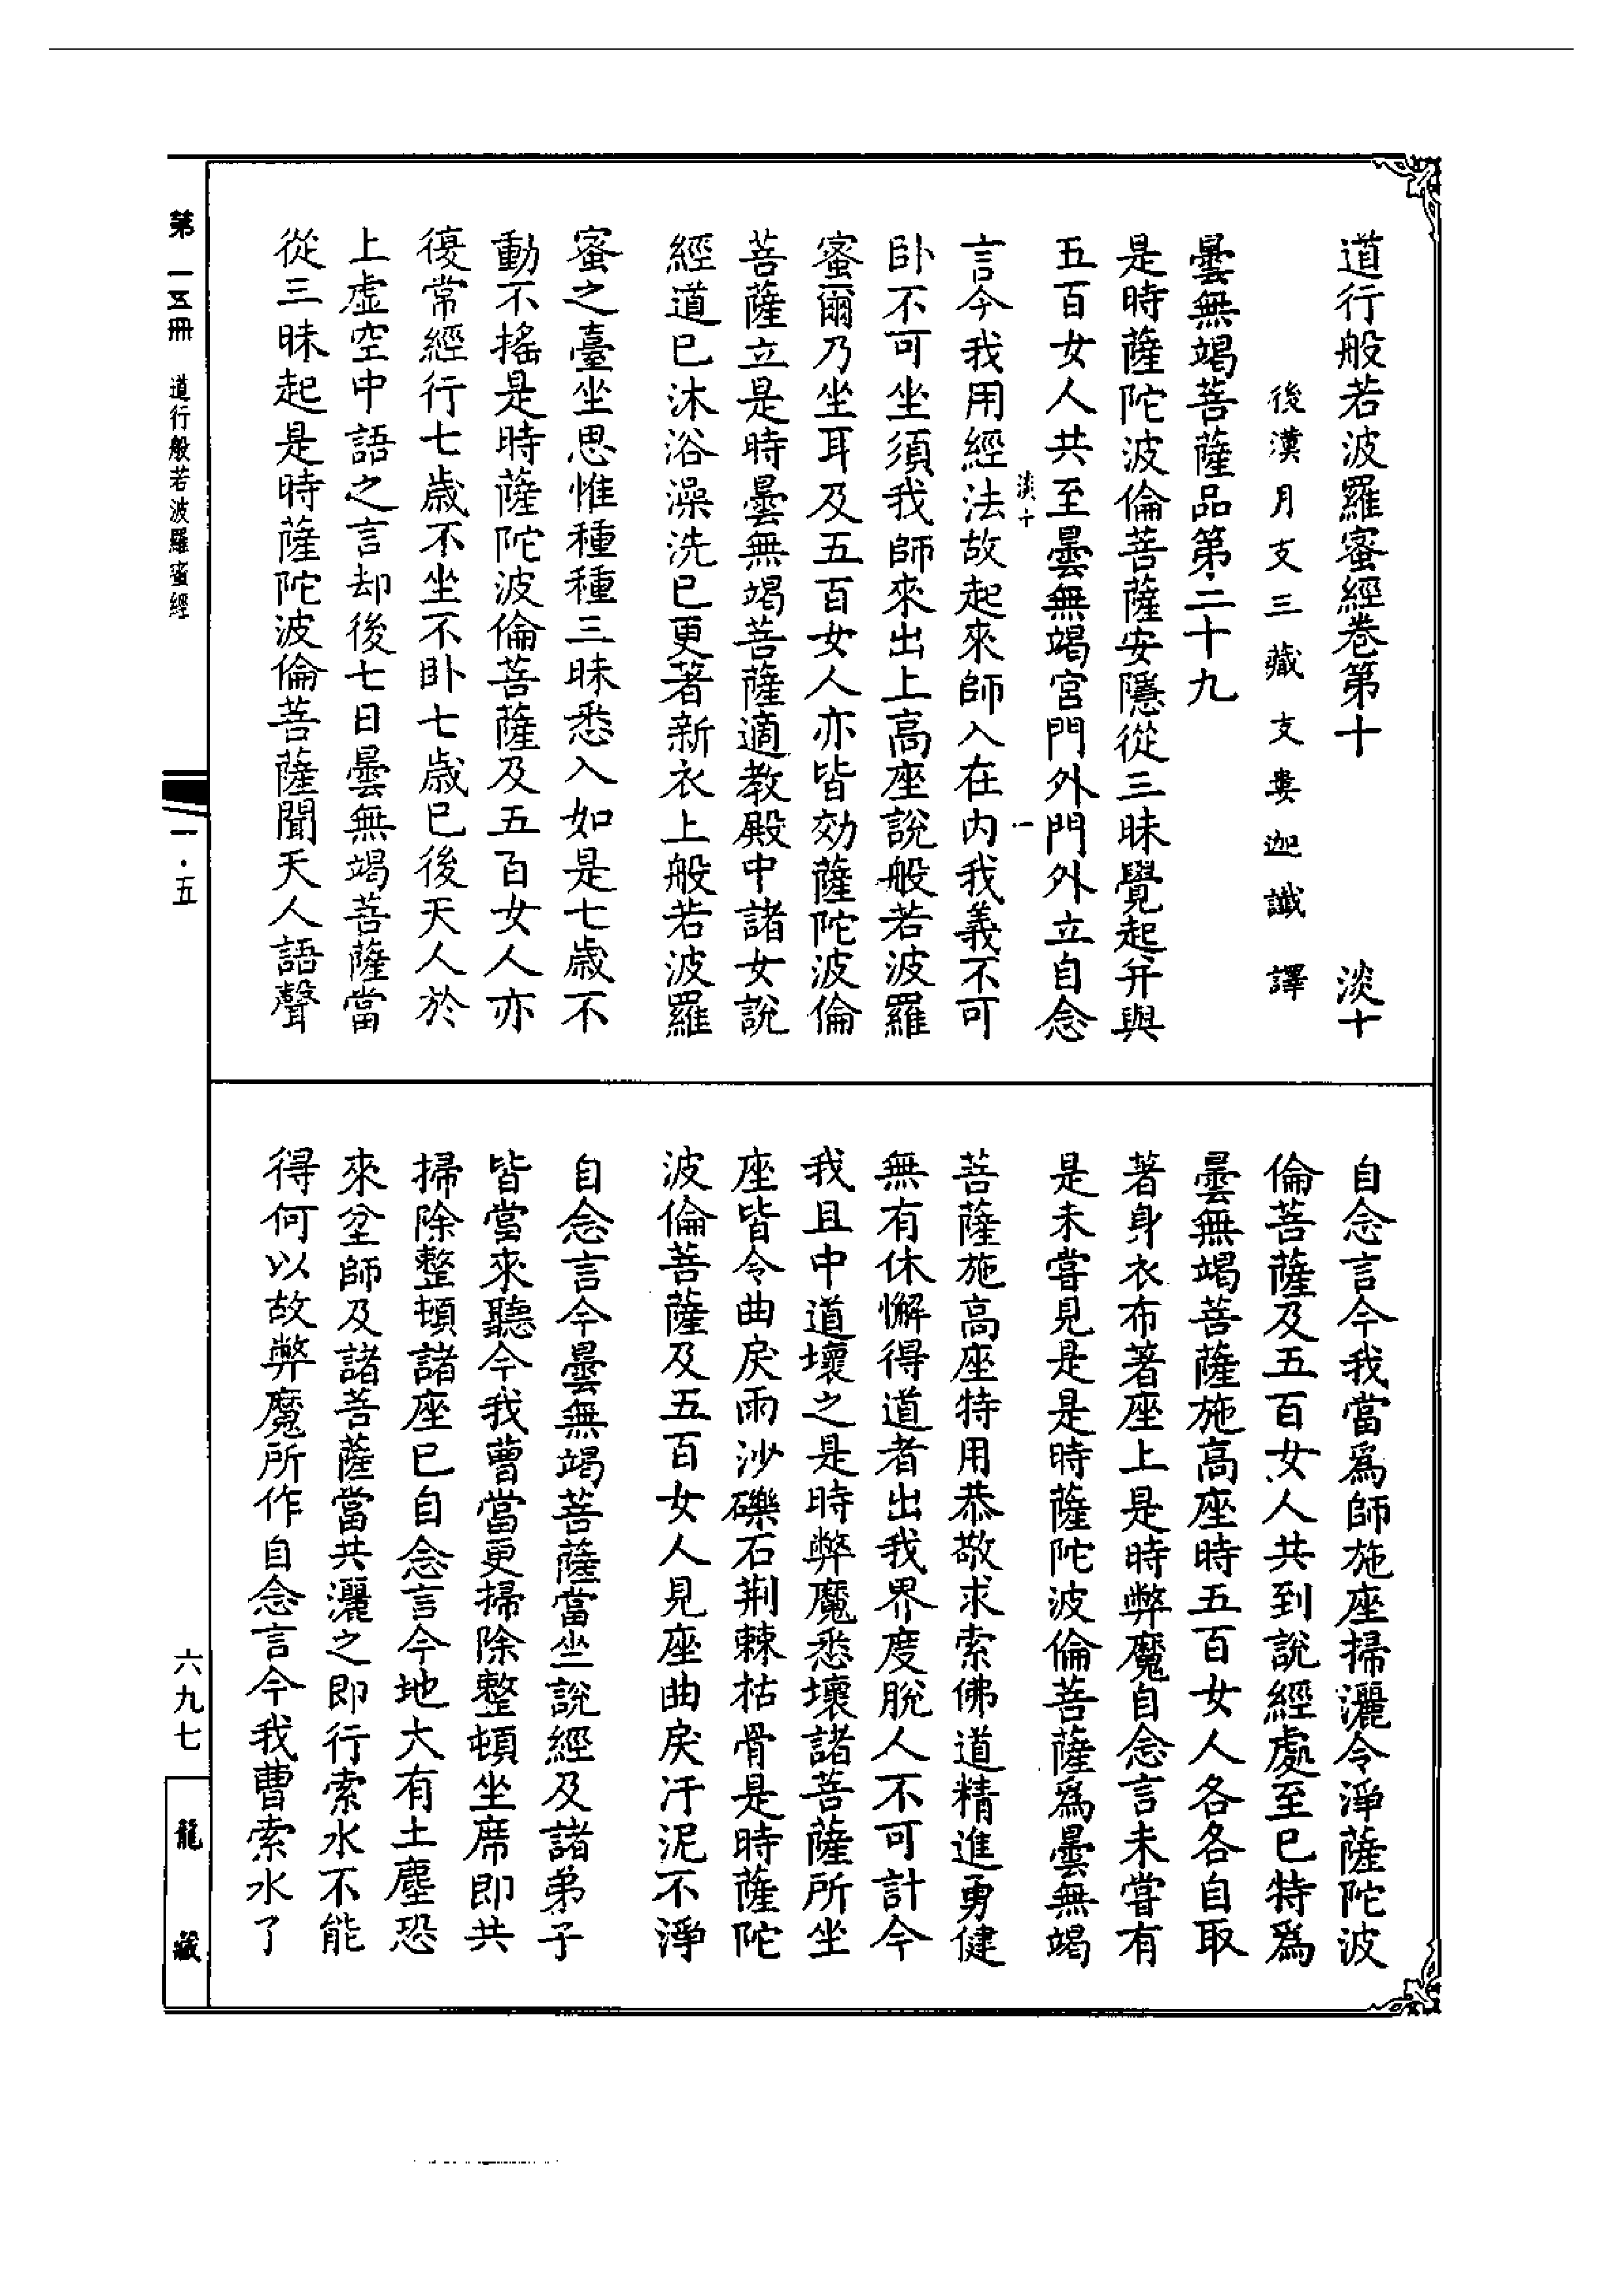 道行般若波羅蜜經卷第十　淡十
後漢月支三藏支婁迦讖　譯
曇無竭菩薩品第二十九
是時薩陀波倫菩薩安隱從三昧覺起并與
五百女人共至曇無竭宮門外門外立自念
淡十　一
言今我用經法故起來師入在內我義不可
臥不可坐須我師來出上高座說般若波羅
蜜爾乃坐耳及五百女人亦皆効薩陀波倫
菩薩立是時曇無竭菩薩適教殿中諸女說
經道已沐浴澡洗已更著新衣上般若波羅
蜜之臺坐思惟種種三昧悉入如是七歲不
動不搖是時薩陀波倫菩薩及五百女人亦
復常經行七歲不坐不臥七歲已後天人於
上虛空中語之言却後七日曇無竭菩薩當
從三昧起是時薩陀波倫菩薩聞天人語聲
自念言今我當爲師施座掃灑令淨薩陀波
倫菩薩及五百女人共到說經處至已特爲
曇無竭菩薩施高座時五百女人各各自取
著身衣布著座上是時弊魔自念言未嘗有
是未嘗見是是時薩陀波倫菩薩爲曇無竭
菩薩施高座特用恭敬求索佛道精進勇健
無有休懈得道者出我界度脫人不可計今
我且中道壞之是時弊魔悉壞諸菩薩所坐
座皆令曲戾雨沙礫石荆棘枯骨是時薩陀
波倫菩薩及五百女人見座曲戾汙泥不淨
自念言今曇無竭菩薩當坐說經及諸弟子
皆當來聽今我曹當更掃除整頓坐席即共
掃除整頓諸座已自念言今地大有土塵恐
來坌師及諸菩薩當共灑之即行索水不能
得何以故弊魔所作自念言今我曹索水了
第一五冊　道行般若波羅蜜經
一·五
六九七
龍藏